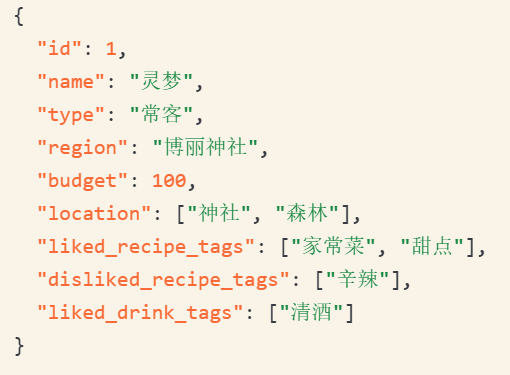 {
  "id": 1,
  "name": "灵梦",
  "type": "常客",
  "region": "博丽神社",
  "budget": 100,
  "location": ["神社", "森林"],
  "liked_recipe_tags": ["家常菜", "甜点"],
  "disliked_recipe_tags": ["辛辣"],
  "liked_drink_tags": ["清酒"]
}